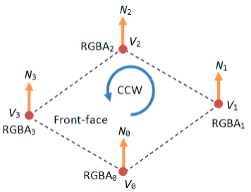 N₂
RGBA₂ V₂
N₃
N₁
CCW
V₃
RGBA₃
V₁
RGBA₁
Front-face
N₀
RGBA₀
V₀